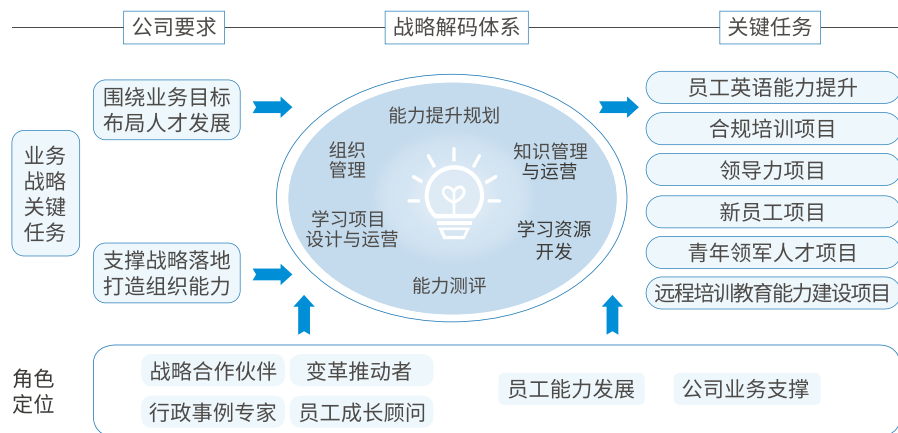 公司要求
战略解码体系
关键任务
业务
战略
关键
任务
围绕业务目标
布局人才发展
支撑战略落地
打造组织能力
能力提升规划
组织
管理
知识管理
与运营
学习项目
设计与运营
学习资源
开发
能力测评
员工英语能力提升
合规培训项目
领导力项目
新员工项目
青年领军人才项目
远程培训教育能力建设项目
角色
定位
战略合作伙伴
变革推动者
行政事例专家
员工成长顾问
员工能力发展
公司业务支撑